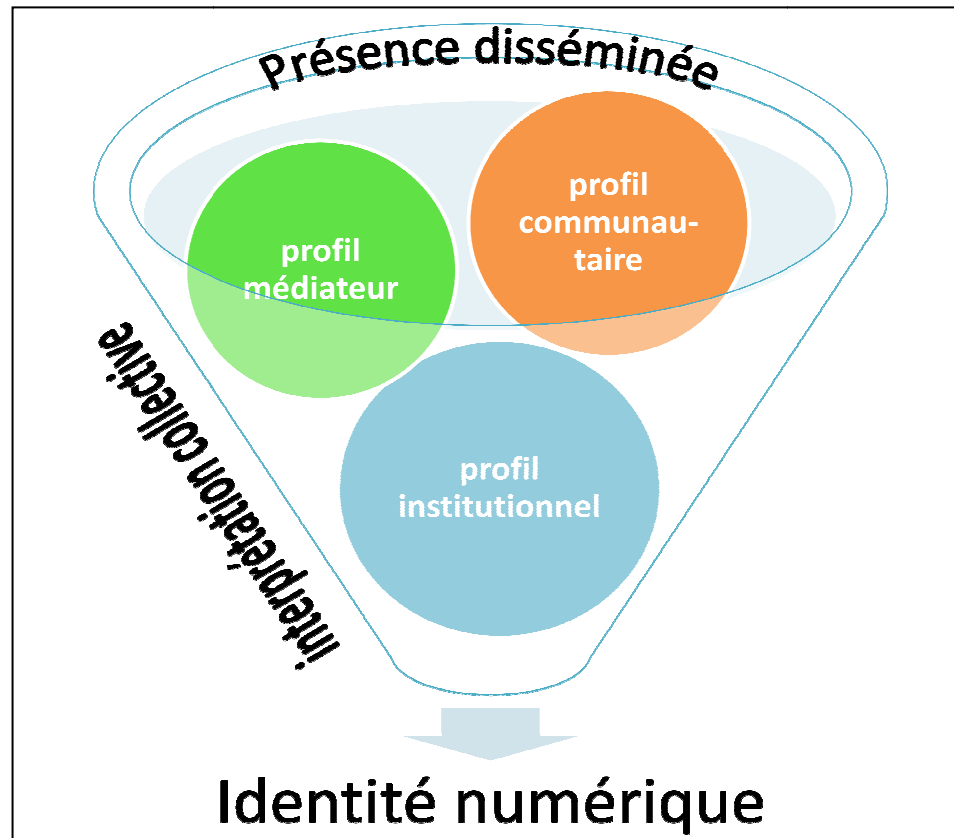 Présence disséminée
profil
communau-
taire
profil
médiateur
profil
institutionnel
interprétation collective
Identité numérique